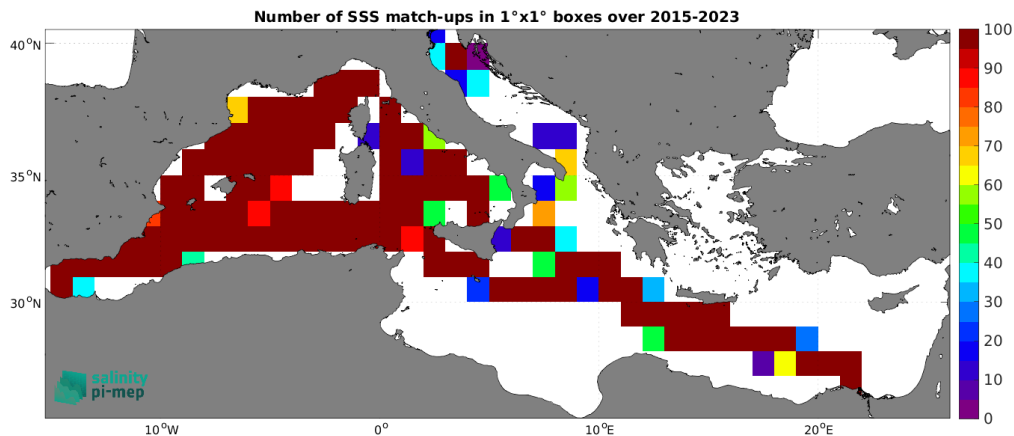 Number of SSS match-ups in 1°x1° boxes over 2015-2023
40°N
35°N
30°N
10°W
0°
10°E
20°E
100
90
80
70
60
50
40
30
20
10
0
salinity
pi-mep